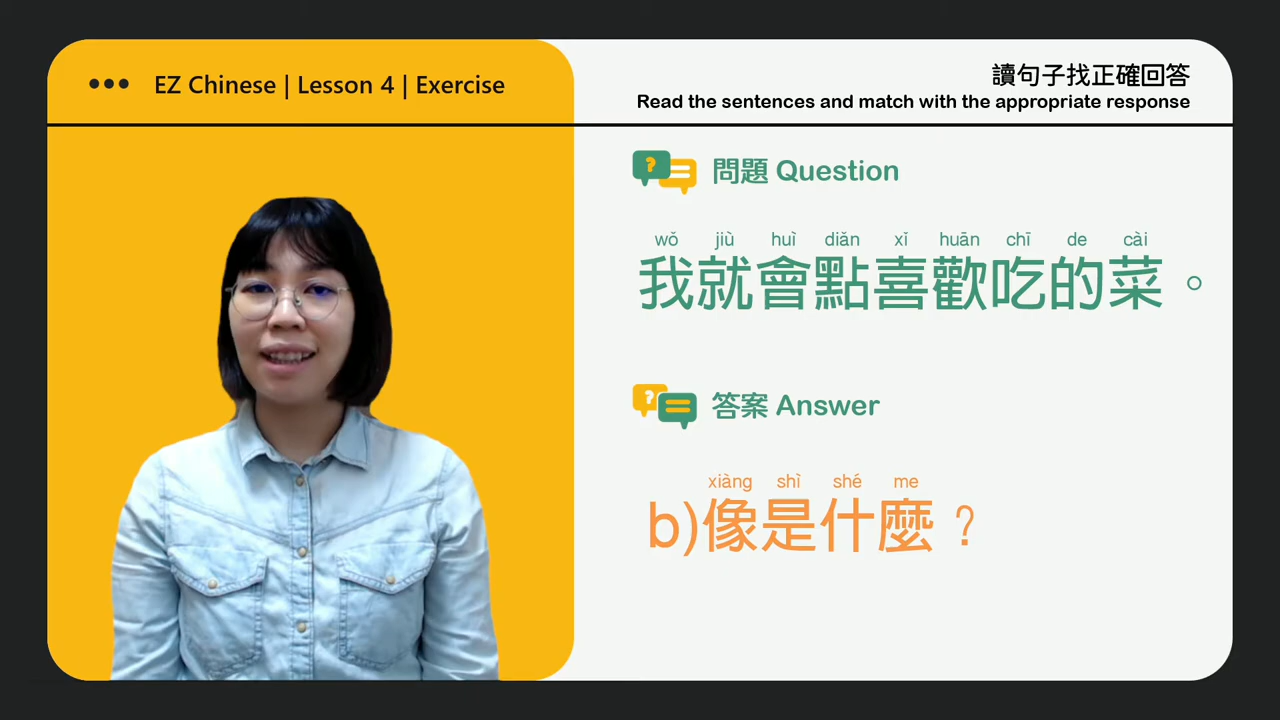 EZ Chinese | Lesson 4 | Exercise
讀句子找正確回答
Read the sentences and match with the appropriate response
問題 Question
wǒ jiù huì diǎn xǐ huān chī de cài
我就會點喜歡吃的菜。
答案 Answer
xiàng shì shé me
b)像是什麼？